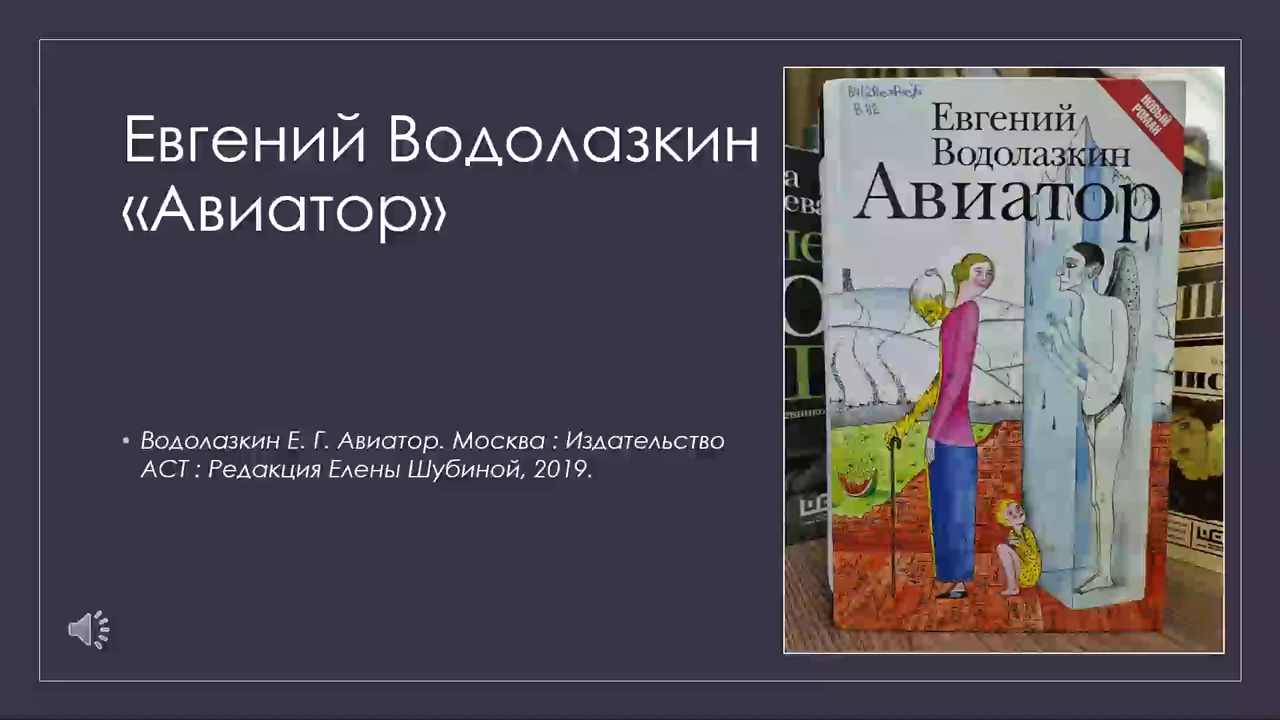 Евгений Водолазкин
«Авиатор»
Водолазкин Е. Г. Авиатор. Москва : Издательство
АСТ : Редакция Елены Шубиной, 2019.
Евгений
Водолазкин
Авиатор
НОВЫЙ
РОМАН